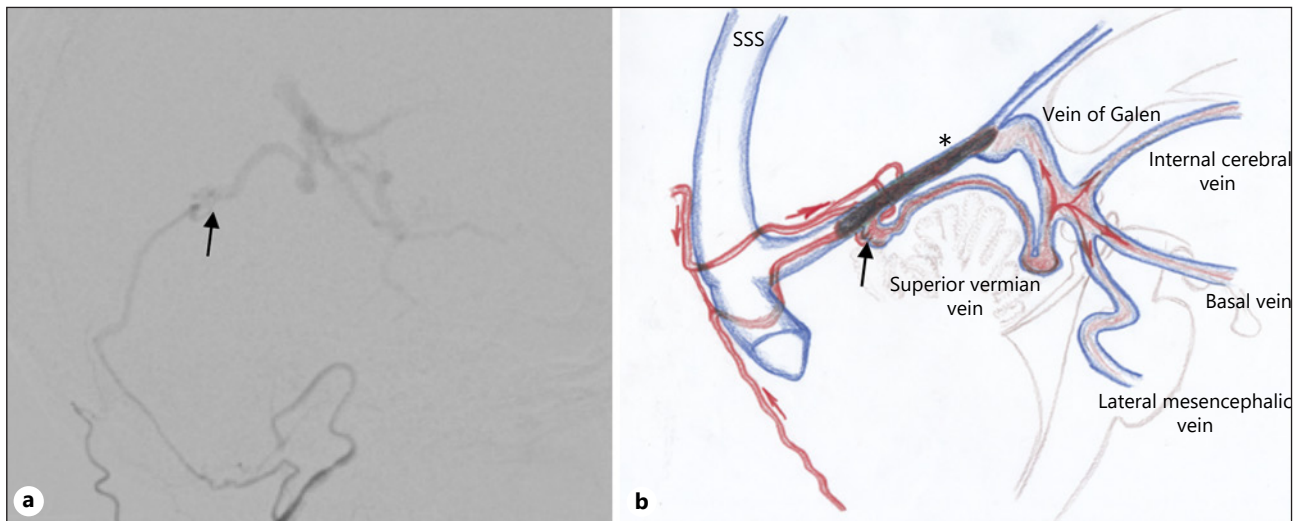 SSS
*
Vein of Galen
Internal cerebral
vein
Superior vermian
vein
Basal vein
Lateral mesencephalic
vein
a
b